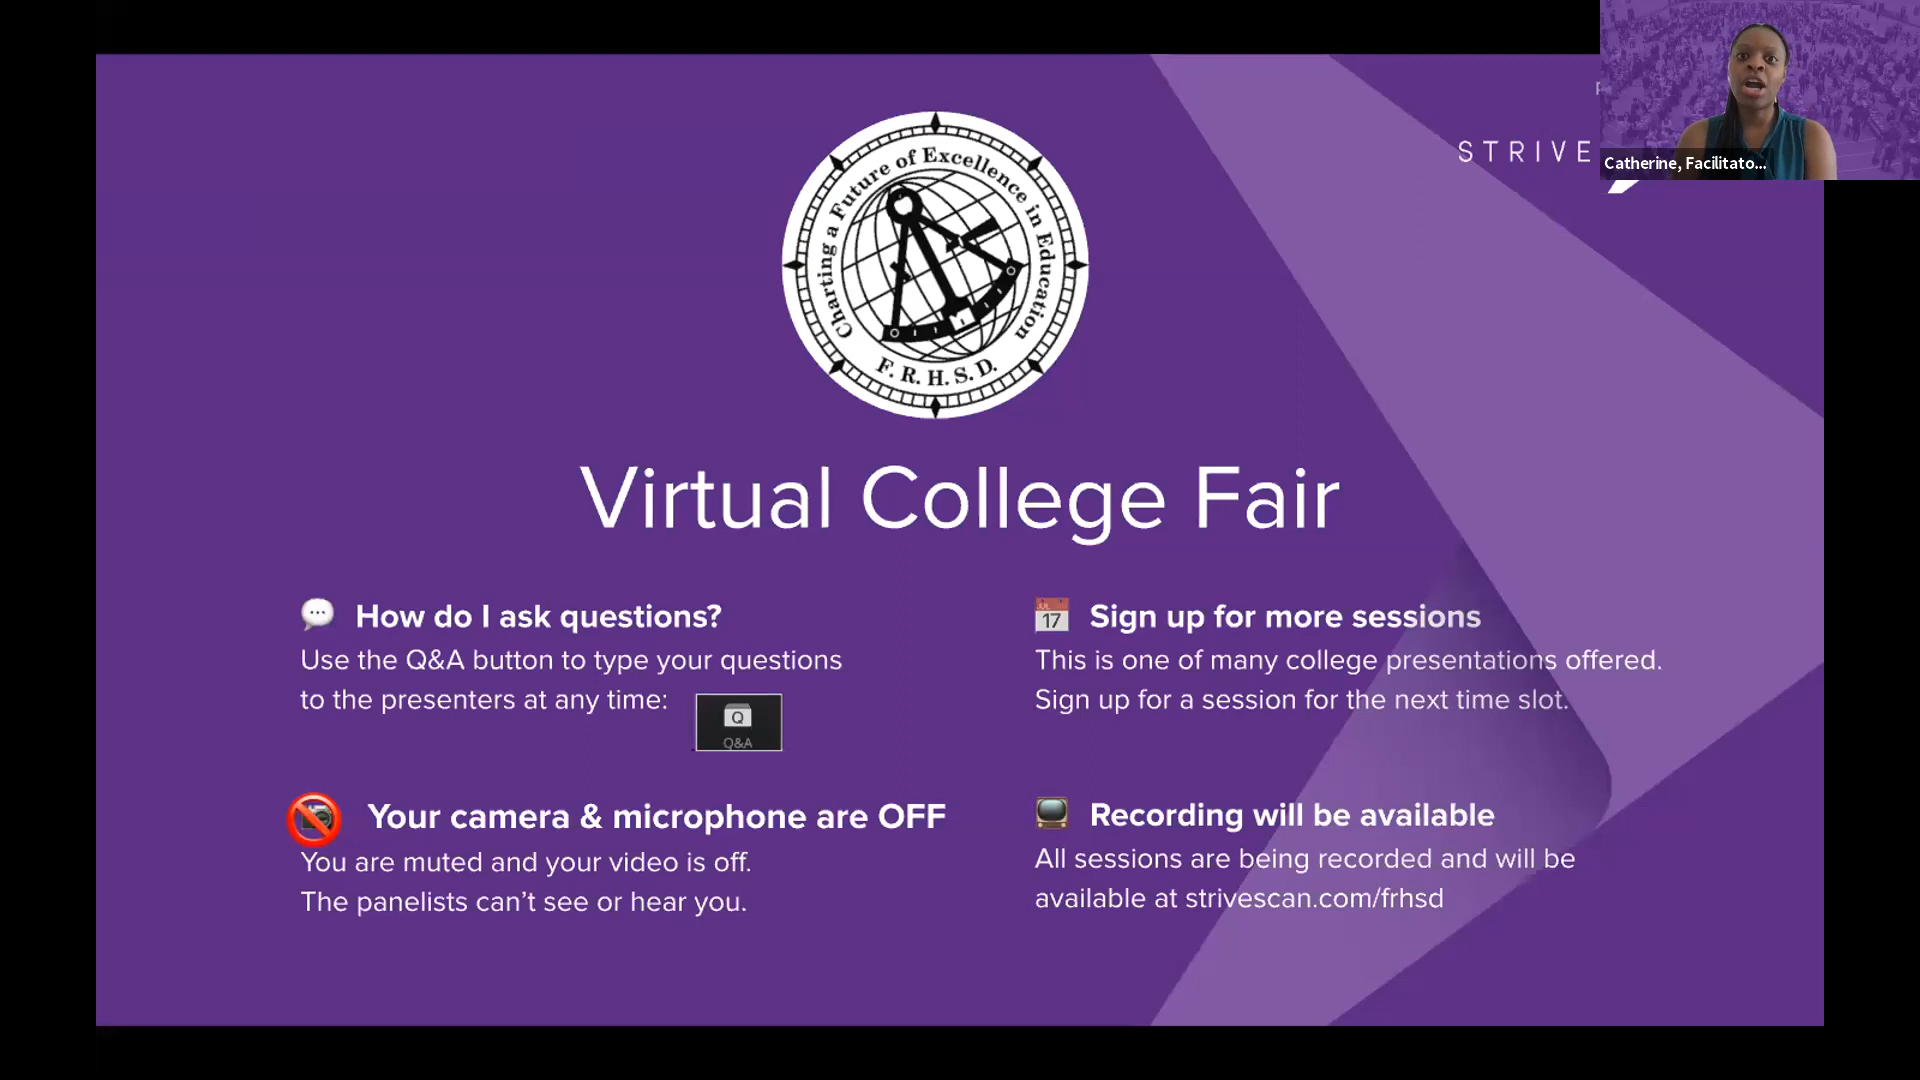 Charting a Future of Excellence in Education
F. R. H. S. D.
STRIVE
Catherine, Facilitato...
Virtual College Fair
How do I ask questions?
Use the Q&A button to type your questions
to the presenters at any time:
Q
Q&A
Sign up for more sessions
This is one of many college presentations offered.
Sign up for a session for the next time slot.
JUL
17
Your camera & microphone are OFF
You are muted and your video is off.
The panelists can’t see or hear you.
Recording will be available
All sessions are being recorded and will be
available at strivescan.com/frhsd